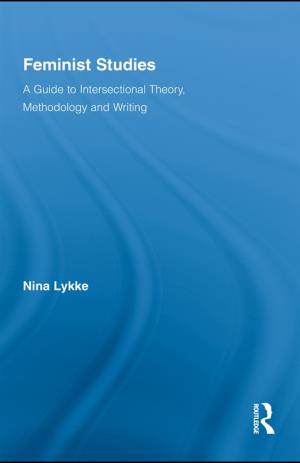 Feminist Studies
A Guide to Intersectional Theory,
Methodology and Writing
Nina Lykke
ROUTLEDGE